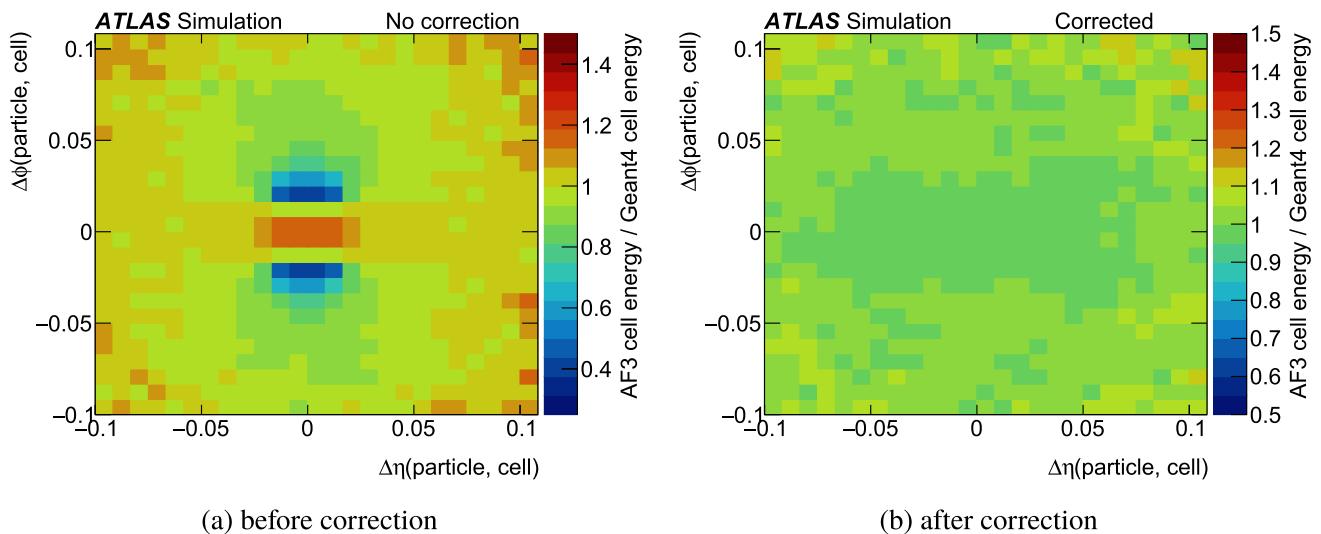 ATLAS Simulation No correction
0.1
0.05
0
−0.05
−0.1
Δϕ(particle, cell)
−0.1 −0.05 0 0.05 0.1
Δη(particle, cell)
1.4
1.2
1
0.8
0.6
0.4
AF3 cell energy / Geant4 cell energy
(a) before correction
ATLAS Simulation Corrected
0.1
0.05
0
−0.05
−0.1
Δϕ(particle, cell)
−0.1 −0.05 0 0.05 0.1
Δη(particle, cell)
1.5
1.4
1.3
1.2
1.1
1
0.9
0.8
0.7
0.6
0.5
AF3 cell energy / Geant4 cell energy
(b) after correction